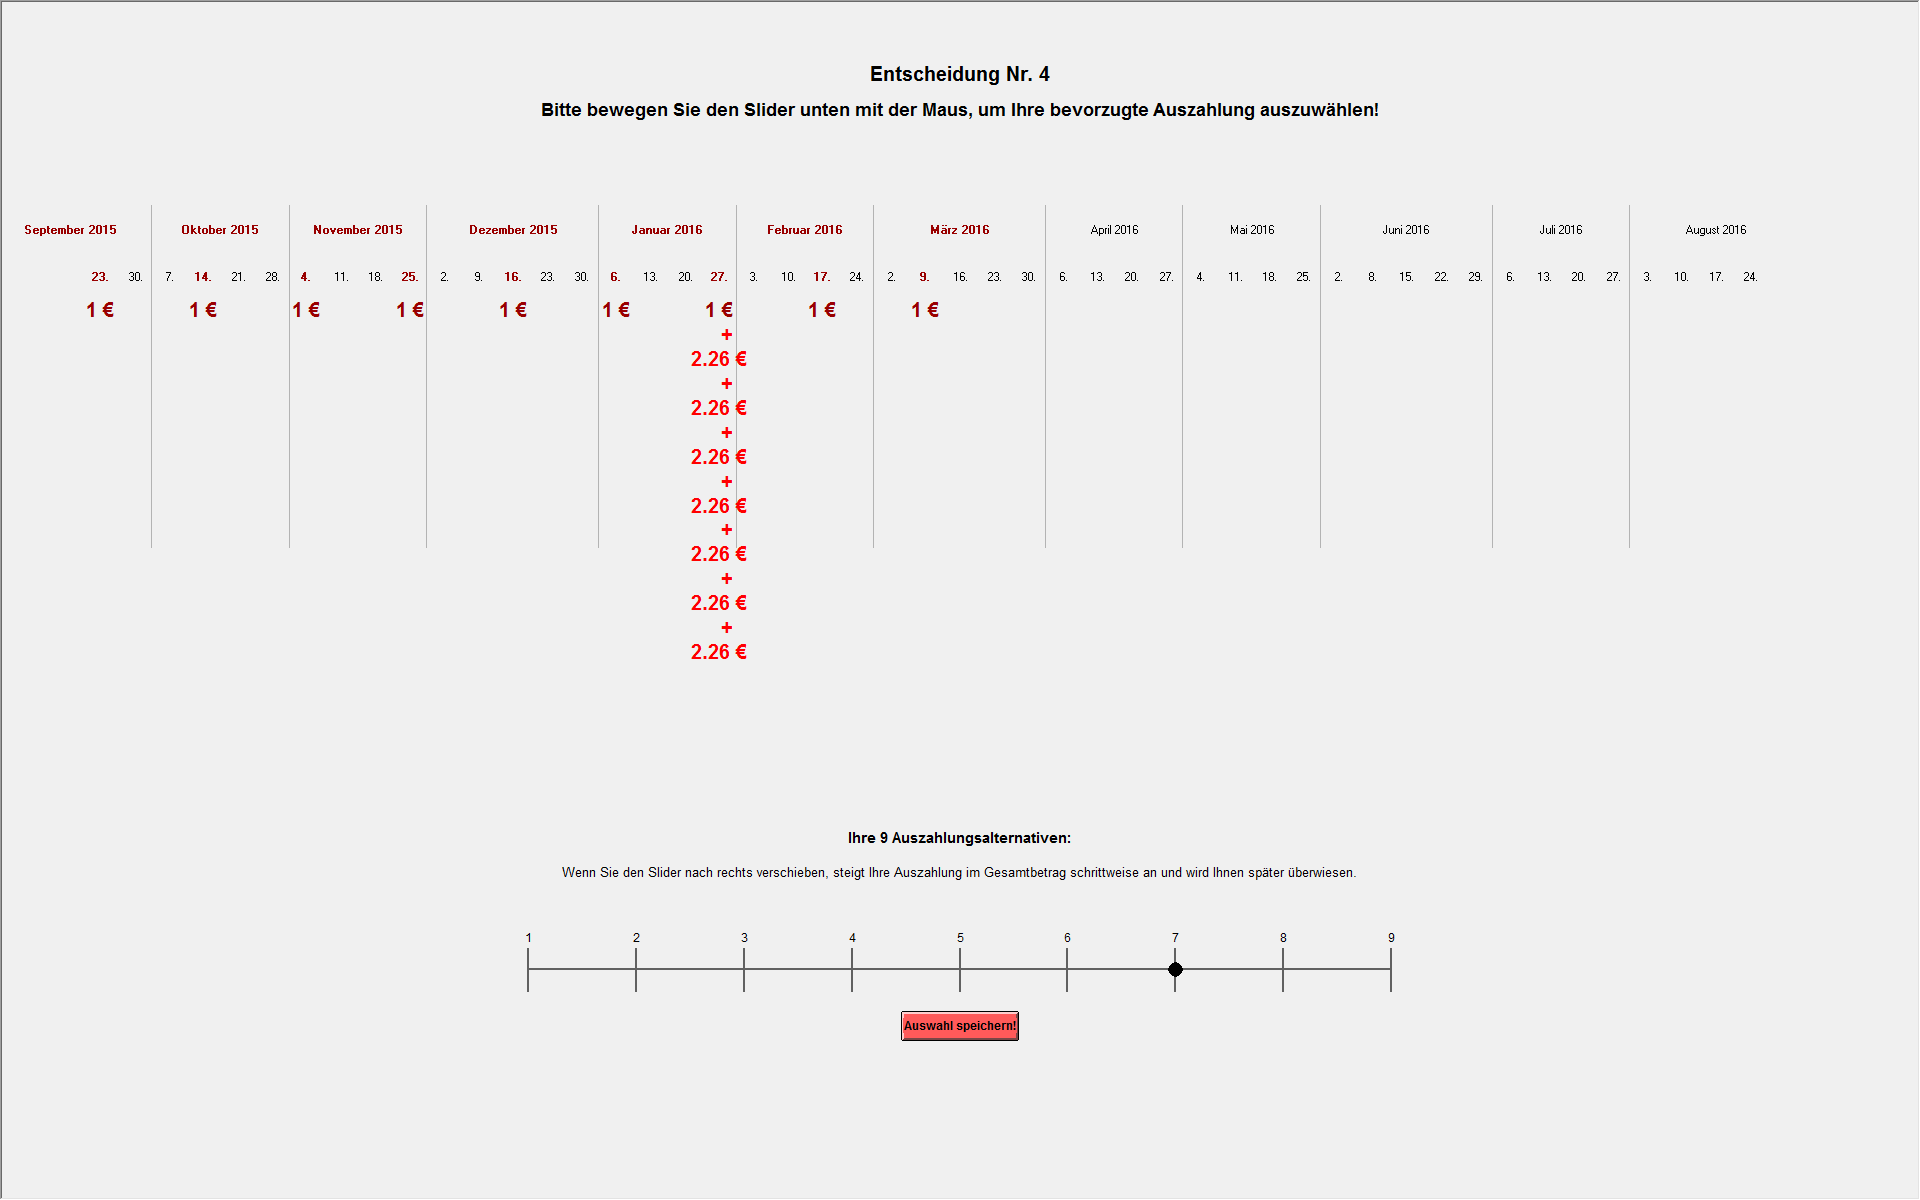 Entscheidung Nr. 4
Bitte bewegen Sie den Slider unten mit der Maus, um Ihre bevorzugte Auszahlung auszuwählen!
September 2015 Oktober 2015 November 2015 Dezember 2015 Januar 2016 Februar 2016 März 2016 April 2016 Mai 2016 Juni 2016 Juli 2016 August 2016
23. 30. 7. 14. 21. 28. 4. 11. 18. 25. 2. 9. 16. 23. 30. 6. 13. 20. 27. 3. 10. 17. 24. 2. 9. 16. 23. 30. 6. 13. 20. 27. 4. 11. 18. 25. 2. 8. 15. 22. 29. 6. 13. 20. 27. 3. 10. 17. 24.
1 € 1 € 1 € 1 € 1 € 1 € 1 € 1 € 1 €
+
2.26 €
+
2.26 €
+
2.26 €
+
2.26 €
+
2.26 €
+
2.26 €
+
2.26 €
Ihre 9 Auszahlungsalternativen:
Wenn Sie den Slider nach rechts verschieben, steigt Ihre Auszahlung im Gesamtbetrag schrittweise an und wird Ihnen später überwiesen.
1 2 3 4 5 6 7 8 9
Auswahl speichern!